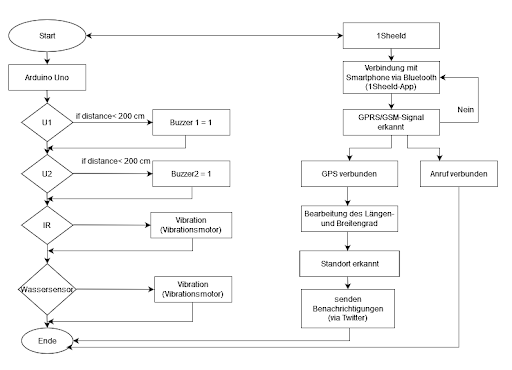 Start
1Sheeld
Arduino Uno
Verbindung mit
Smartphone via Bluetooth
(1Sheeld-App)
Nein
U1
if distance< 200 cm
Buzzer 1 = 1
GPRS/GSM-Signal
erkannt
U2
if distance< 200 cm
Buzzer2 = 1
GPS verbunden
Anruf verbunden
IR
Vibration
(Vibrationsmotor)
Bearbeitung des Längen-
und Breitengrad
Standort erkannt
Wassersensor
Vibration
(Vibrationsmotor)
senden
Benachrichtigungen
(via Twitter)
Ende